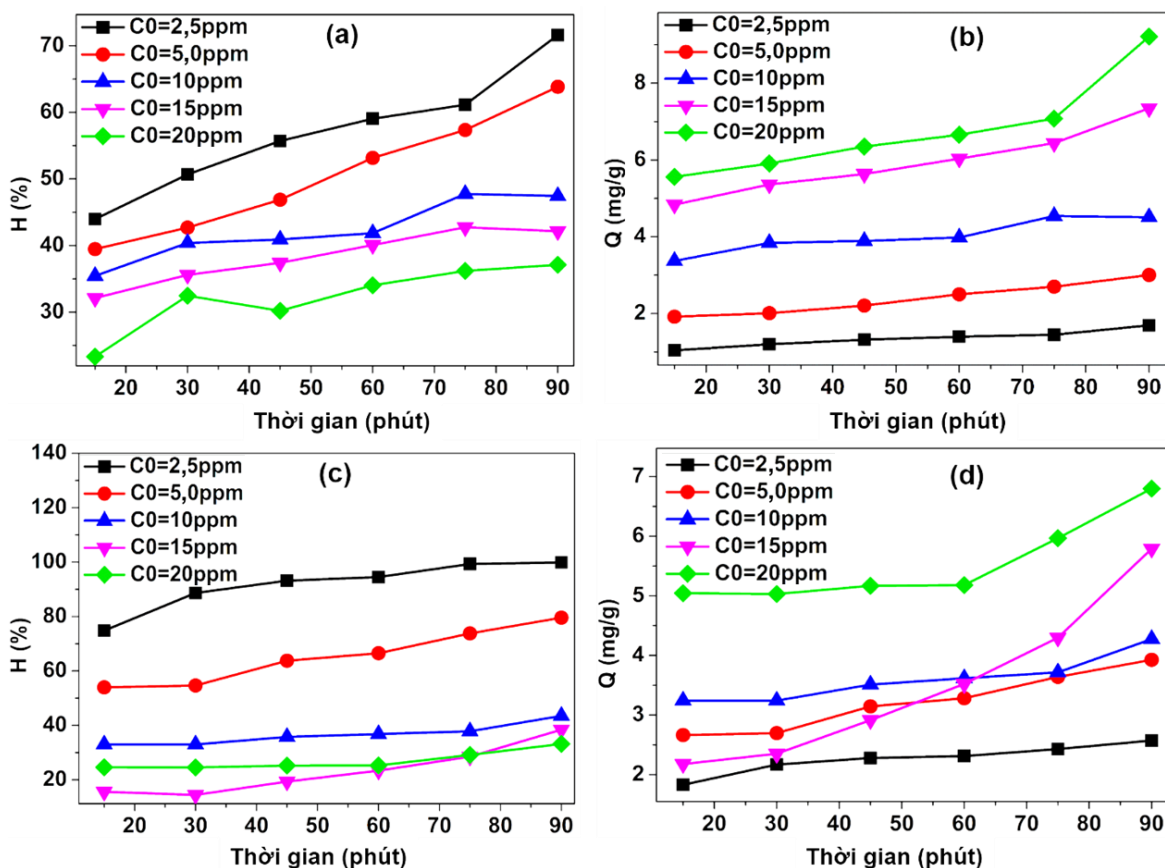 (a)
C0=2,5ppm
C0=5,0ppm
C0=10ppm
C0=15ppm
C0=20ppm
H (%)
70
60
50
40
30
20 30 40 50 60 70 80 90
Thời gian (phút)
(b)
C0=2,5ppm
C0=5,0ppm
C0=10ppm
C0=15ppm
C0=20ppm
Q (mg/g)
8
6
4
2
20 30 40 50 60 70 80 90
Thời gian (phút)
(c)
C0=2,5ppm
C0=5,0ppm
C0=10ppm
C0=15ppm
C0=20ppm
H (%)
140
120
100
80
60
40
20
20 30 40 50 60 70 80 90
Thời gian (phút)
(d)
C0=2,5ppm
C0=5,0ppm
C0=10ppm
C0=15ppm
C0=20ppm
Q (mg/g)
7
6
5
4
3
2
20 30 40 50 60 70 80 90
Thời gian (phút)